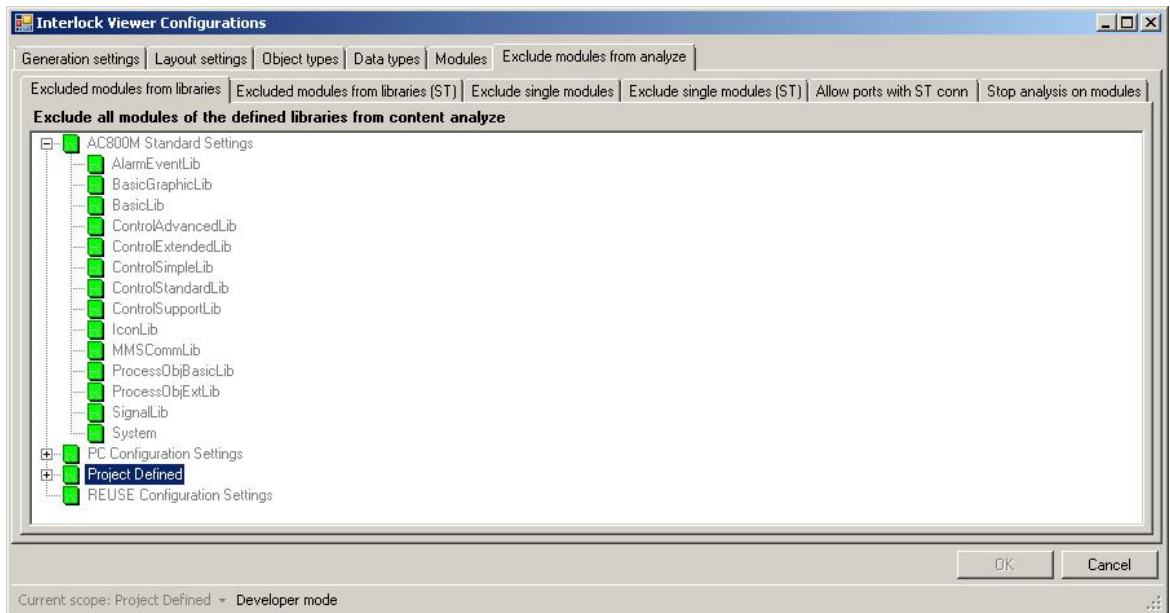 Interlock Viewer Configurations
Generation settings Layout settings Object types Data types Modules Exclude modules from analyze
Excluded modules from libraries Excluded modules from libraries (ST) Exclude single modules Exclude single modules (ST) Allow ports with ST conn Stop analysis on modules
Exclude all modules of the defined libraries from content analyze
AC800M Standard Settings
AlarmEventLib
BasicGraphicLib
BasicLib
ControlAdvancedLib
ControlExtendedLib
ControlSimpleLib
ControlStandardLib
ControlSupportLib
IconLib
MMSCommLib
ProcessObjBasicLib
ProcessObjExtLib
SignalLib
System
PC Configuration Settings
Project Defined
REUSE Configuration Settings
OK Cancel
Current scope: Project Defined Developer mode